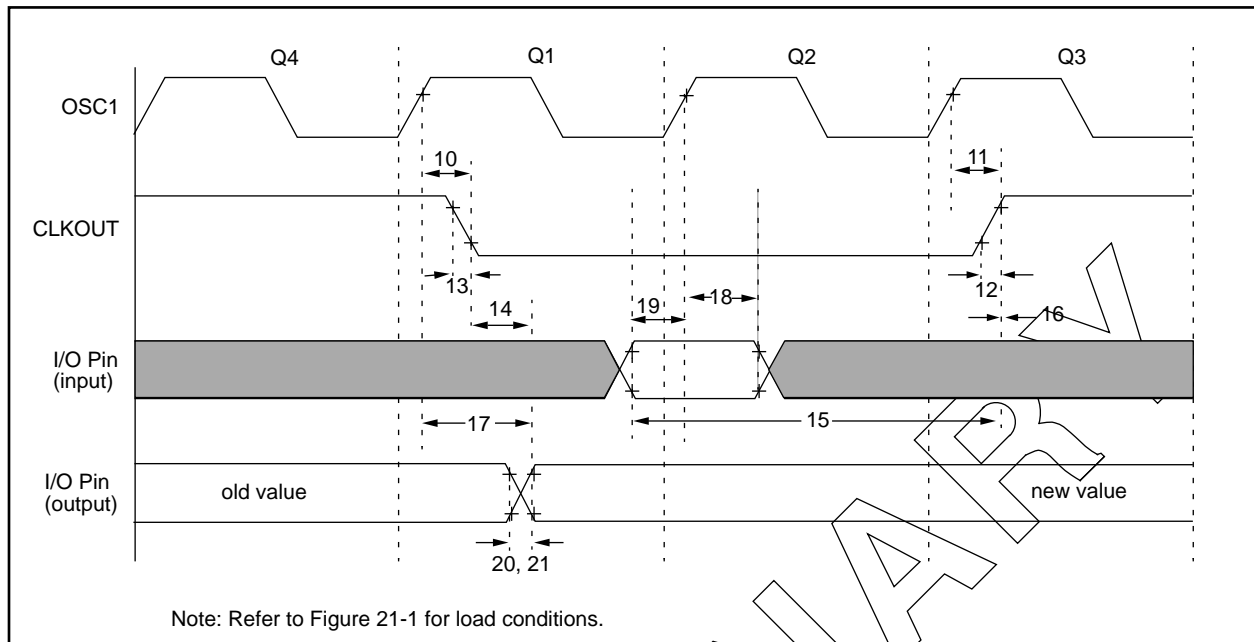 Q4 Q1 Q2 Q3
OSC1
10 11
CLKOUT
13 12
14 19 18 16
I/O Pin
(input)
17 15
I/O Pin
(output)
old value new value
20, 21
Note: Refer to Figure 21-1 for load conditions.